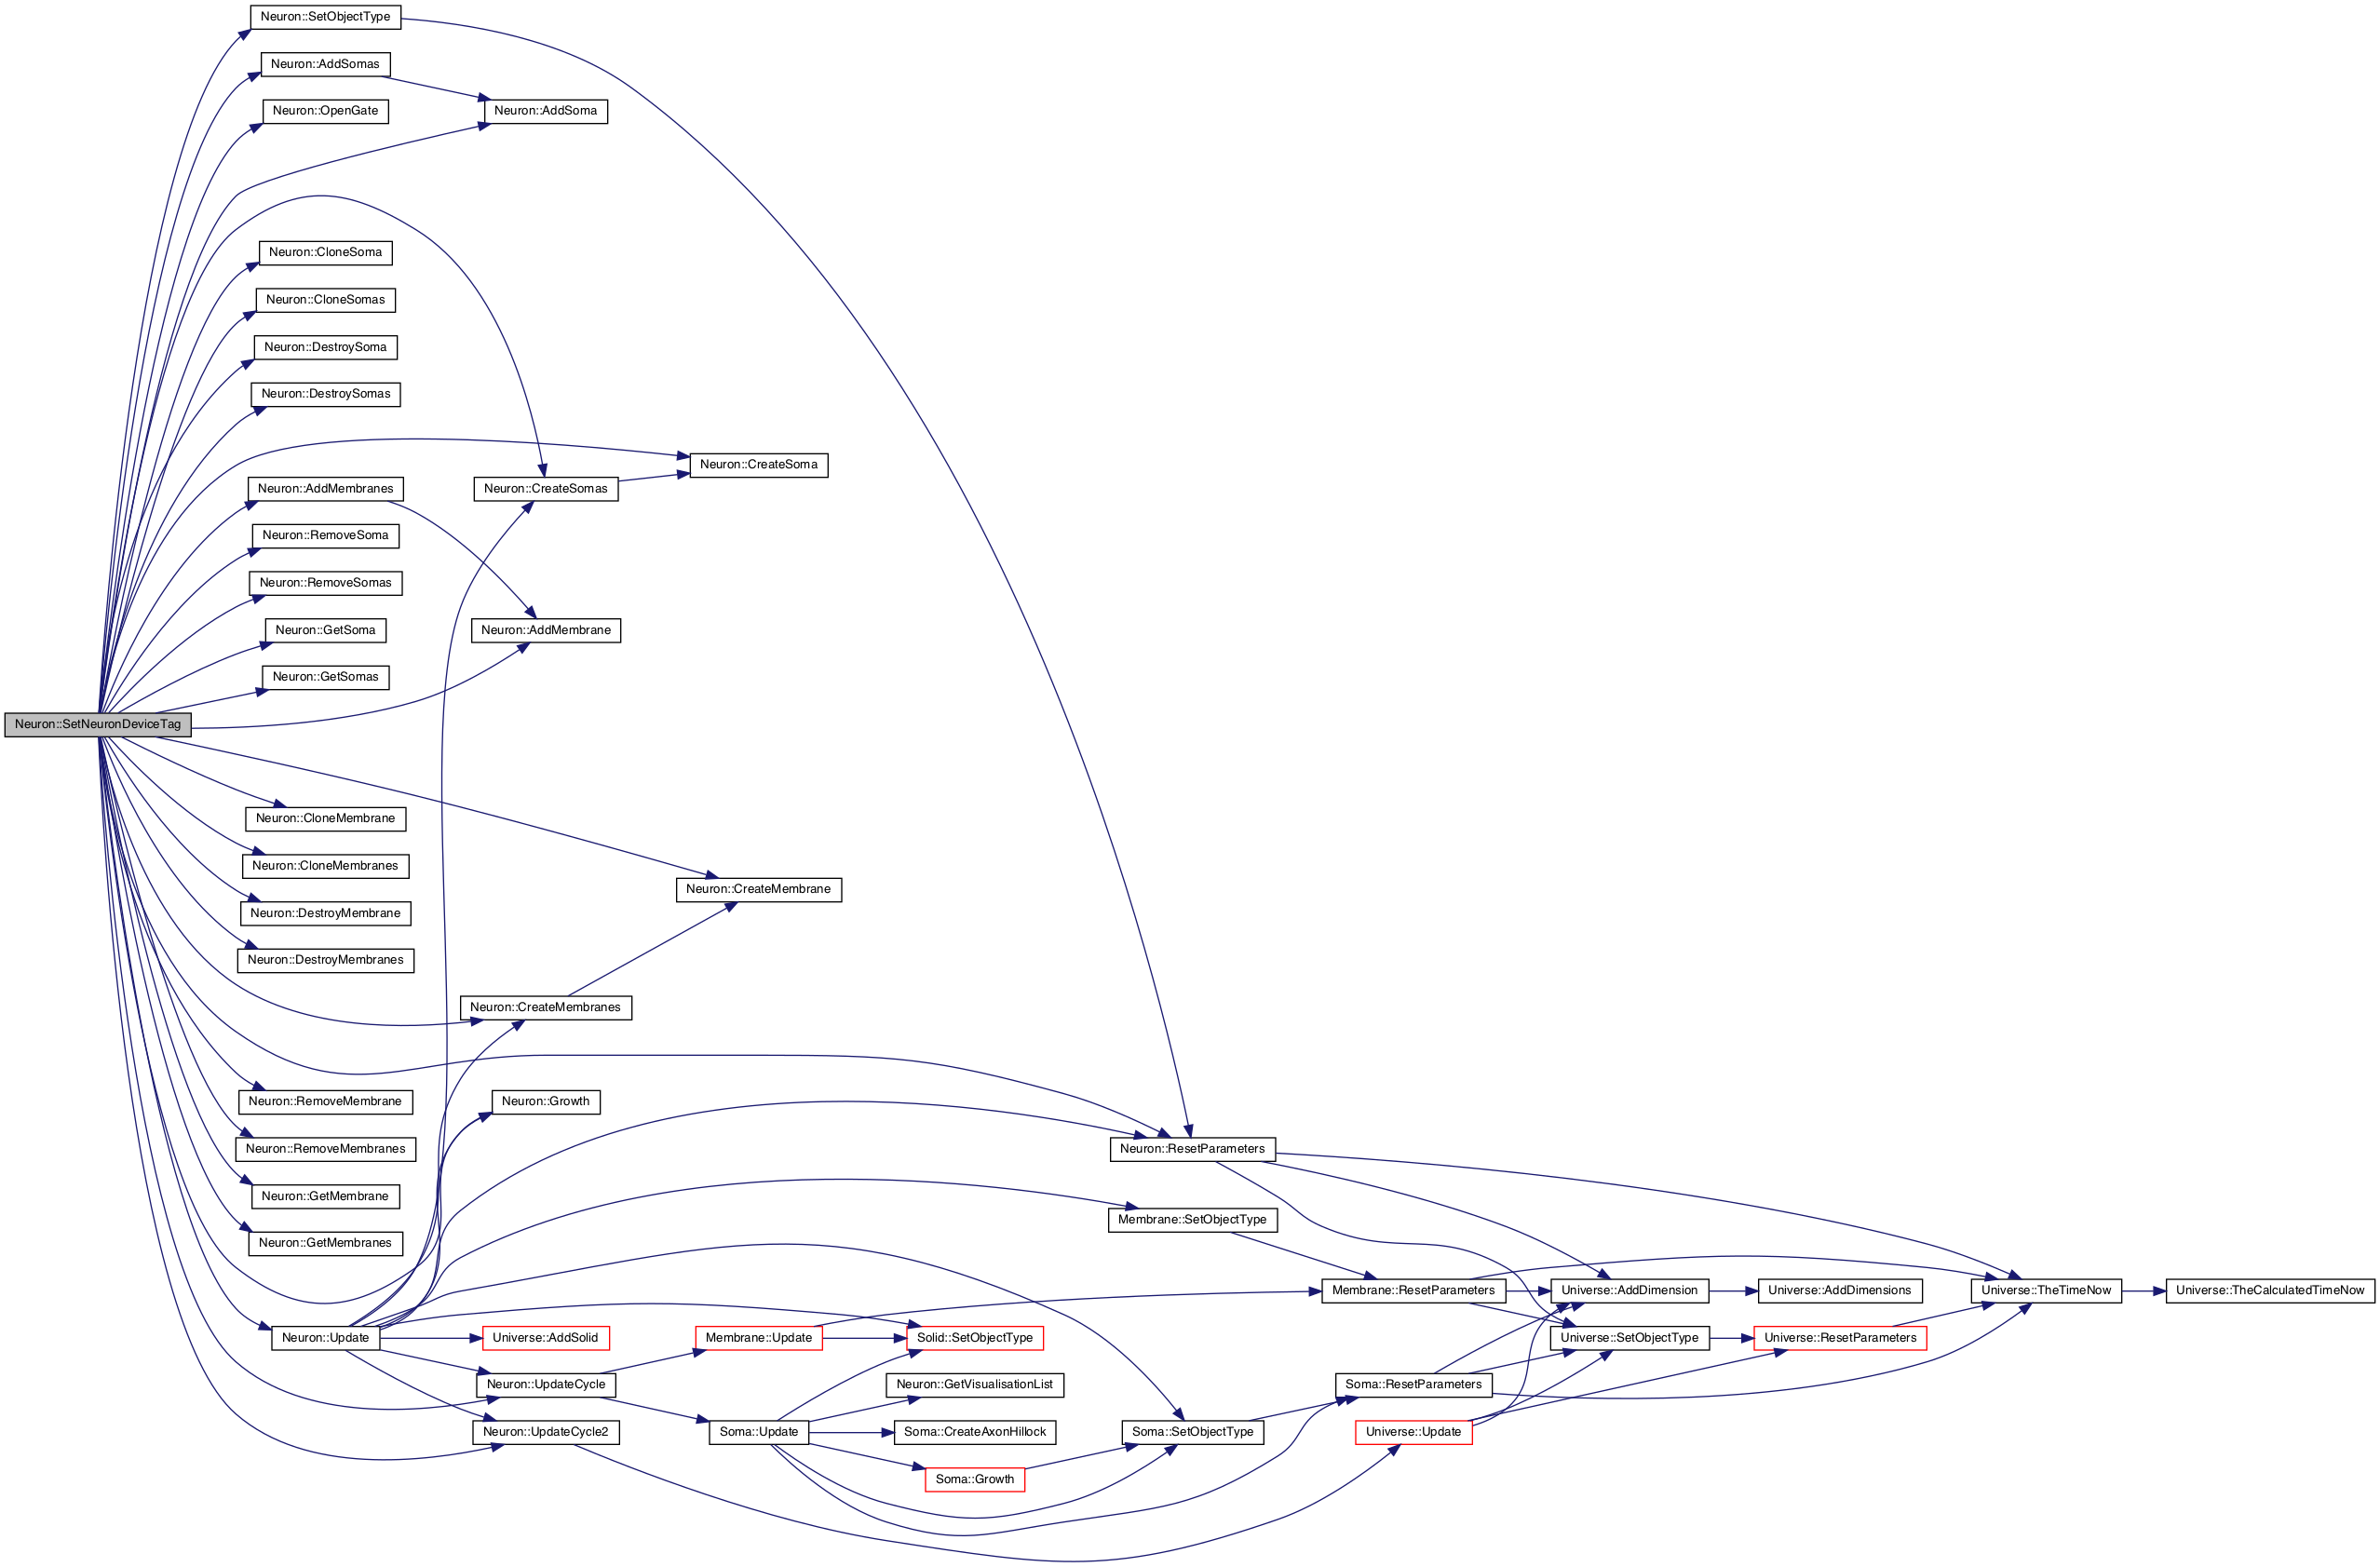 Neuron::SetObjectType
Neuron::AddSomas
Neuron::OpenGate
Neuron::AddSoma
Neuron::CloneSoma
Neuron::CloneSomas
Neuron::DestroySoma
Neuron::DestroySomas
Neuron::CreateSoma
Neuron::AddMembranes
Neuron::CreateSomas
Neuron::RemoveSoma
Neuron::RemoveSomas
Neuron::GetSoma
Neuron::AddMembrane
Neuron::GetSomas
Neuron::SetNeuronDeviceTag
Neuron::CloneMembrane
Neuron::CloneMembranes
Neuron::CreateMembrane
Neuron::DestroyMembrane
Neuron::DestroyMembranes
Neuron::CreateMembranes
Neuron::RemoveMembrane
Neuron::Growth
Neuron::RemoveMembranes
Neuron::ResetParameters
Neuron::GetMembrane
Membrane::SetObjectType
Neuron::GetMembranes
Membrane::ResetParameters
Universe::AddDimension
Universe::AddDimensions
Universe::TheTimeNow
Universe::TheCalculatedTimeNow
Neuron::Update
Universe::AddSolid
Membrane::Update
Solid::SetObjectType
Universe::SetObjectType
Universe::ResetParameters
Neuron::UpdateCycle
Neuron::GetVisualisationList
Soma::ResetParameters
Neuron::UpdateCycle2
Soma::Update
Soma::CreateAxonHillock
Soma::SetObjectType
Universe::Update
Soma::Growth